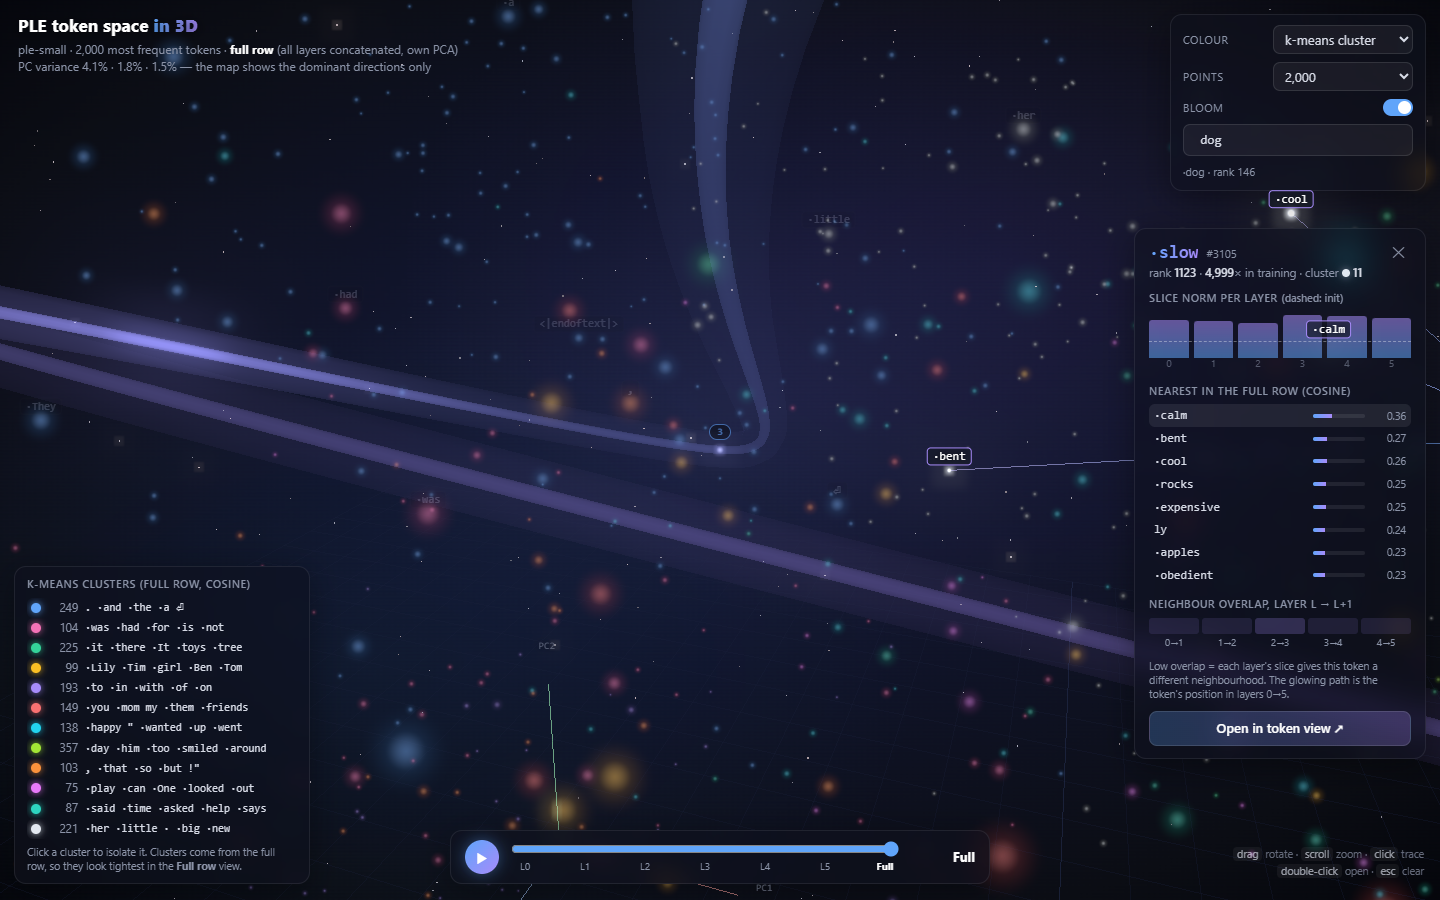 PLE token space in 3D
ple-small · 2,000 most frequent tokens · full row (all layers concatenated, own PCA)
PC variance 4.1% · 1.8% · 1.5% — the map shows the dominant directions only
COLOUR
k-means cluster
POINTS
2,000
BLOOM
dog
·dog · rank 146
·a
·her
·little
·had
<|endoftext|>
·They
·was
·cool
·bent
3
PC2
PC1
·slow #3105
rank 1123 · 4,999× in training · cluster 11
SLICE NORM PER LAYER (dashed: init)
·calm
0 1 2 3 4 5
NEAREST IN THE FULL ROW (COSINE)
·calm 0.36
·bent 0.27
·cool 0.26
·rocks 0.25
·expensive 0.25
ly 0.24
·apples 0.23
·obedient 0.23
NEIGHBOUR OVERLAP, LAYER L → L+1
0→1 1→2 2→3 3→4 4→5
Low overlap = each layer's slice gives this token a
different neighbourhood. The glowing path is the
token's position in layers 0→5.
Open in token view ↗
K-MEANS CLUSTERS (FULL ROW, COSINE)
249 . ·and ·the ·a ⏎
104 ·was ·had ·for ·is ·not
225 ·it ·there ·It ·toys ·tree
99 ·Lily ·Tim ·girl ·Ben ·Tom
193 ·to ·in ·with ·of ·on
149 ·you ·mom my ·them ·friends
138 ·happy " ·wanted ·up ·went
357 ·day ·him ·too ·smiled ·around
103 , ·that ·so ·but !"
75 ·play ·can ·One ·looked ·out
87 ·said ·time ·asked ·help ·says
221 ·her ·little · ·big ·new
Click a cluster to isolate it. Clusters come from the full
row, so they look tightest in the Full row view.
L0 L1 L2 L3 L4 L5 Full
Full
drag rotate · scroll zoom · click trace
double-click open · esc clear